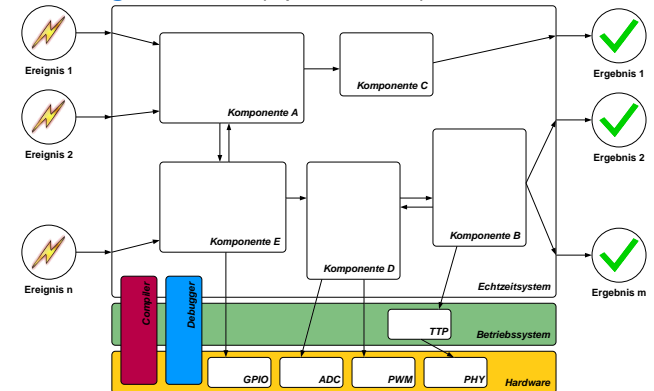 Ereignis 1
Komponente C
Ergebnis 1
Komponente A
Ereignis 2
Ergebnis 2
Komponente B
Komponente E
Komponente D
Ereignis n
Echtzeitsystem
Ergebnis m
Compiler
Debugger
TTP
Betriebssystem
GPIO
ADC
PWM
PHY
Hardware